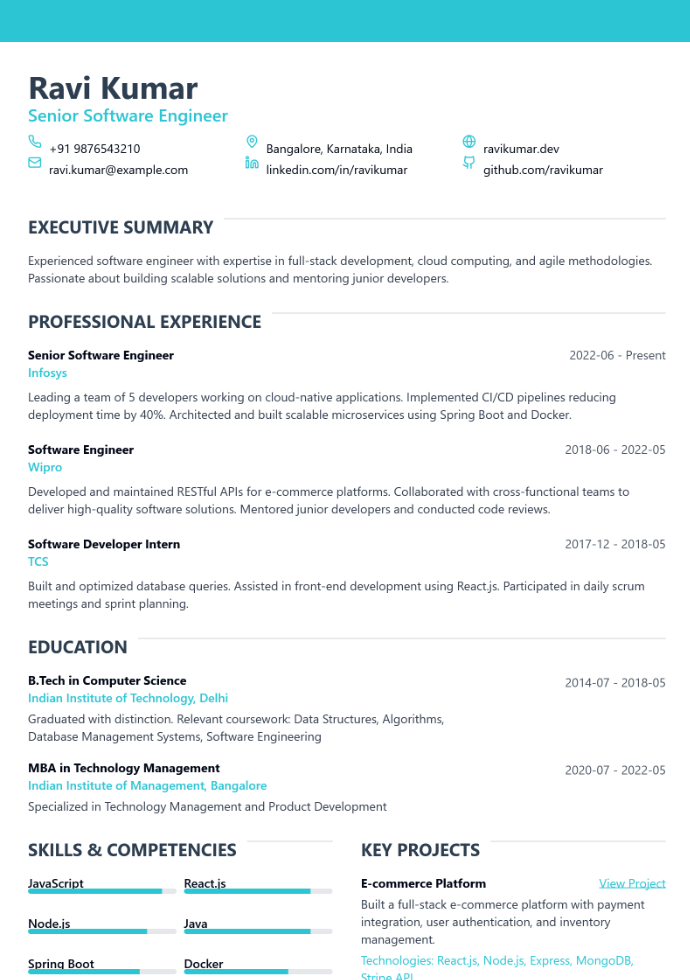 Ravi Kumar
Senior Software Engineer
+91 9876543210
Bangalore, Karnataka, India
ravikumar.dev
ravi.kumar@example.com
linkedin.com/in/ravikumar
github.com/ravikumar
EXECUTIVE SUMMARY
Experienced software engineer with expertise in full-stack development, cloud computing, and agile methodologies.
Passionate about building scalable solutions and mentoring junior developers.
PROFESSIONAL EXPERIENCE
Senior Software Engineer
2022-06 - Present
Infosys
Leading a team of 5 developers working on cloud-native applications. Implemented CI/CD pipelines reducing
deployment time by 40%. Architected and built scalable microservices using Spring Boot and Docker.
Software Engineer
2018-06 - 2022-05
Wipro
Developed and maintained RESTful APIs for e-commerce platforms. Collaborated with cross-functional teams to
deliver high-quality software solutions. Mentored junior developers and conducted code reviews.
Software Developer Intern
2017-12 - 2018-05
TCS
Built and optimized database queries. Assisted in front-end development using React.js. Participated in daily scrum
meetings and sprint planning.
EDUCATION
B.Tech in Computer Science
2014-07 - 2018-05
Indian Institute of Technology, Delhi
Graduated with distinction. Relevant coursework: Data Structures, Algorithms,
Database Management Systems, Software Engineering
MBA in Technology Management
2020-07 - 2022-05
Indian Institute of Management, Bangalore
Specialized in Technology Management and Product Development
SKILLS & COMPETENCIES
JavaScript
React.js
Node.js
Java
Spring Boot
Docker
KEY PROJECTS
E-commerce Platform
View Project
Built a full-stack e-commerce platform with payment
integration, user authentication, and inventory
management.
Technologies: React.js, Node.js, Express, MongoDB,
Stripe API